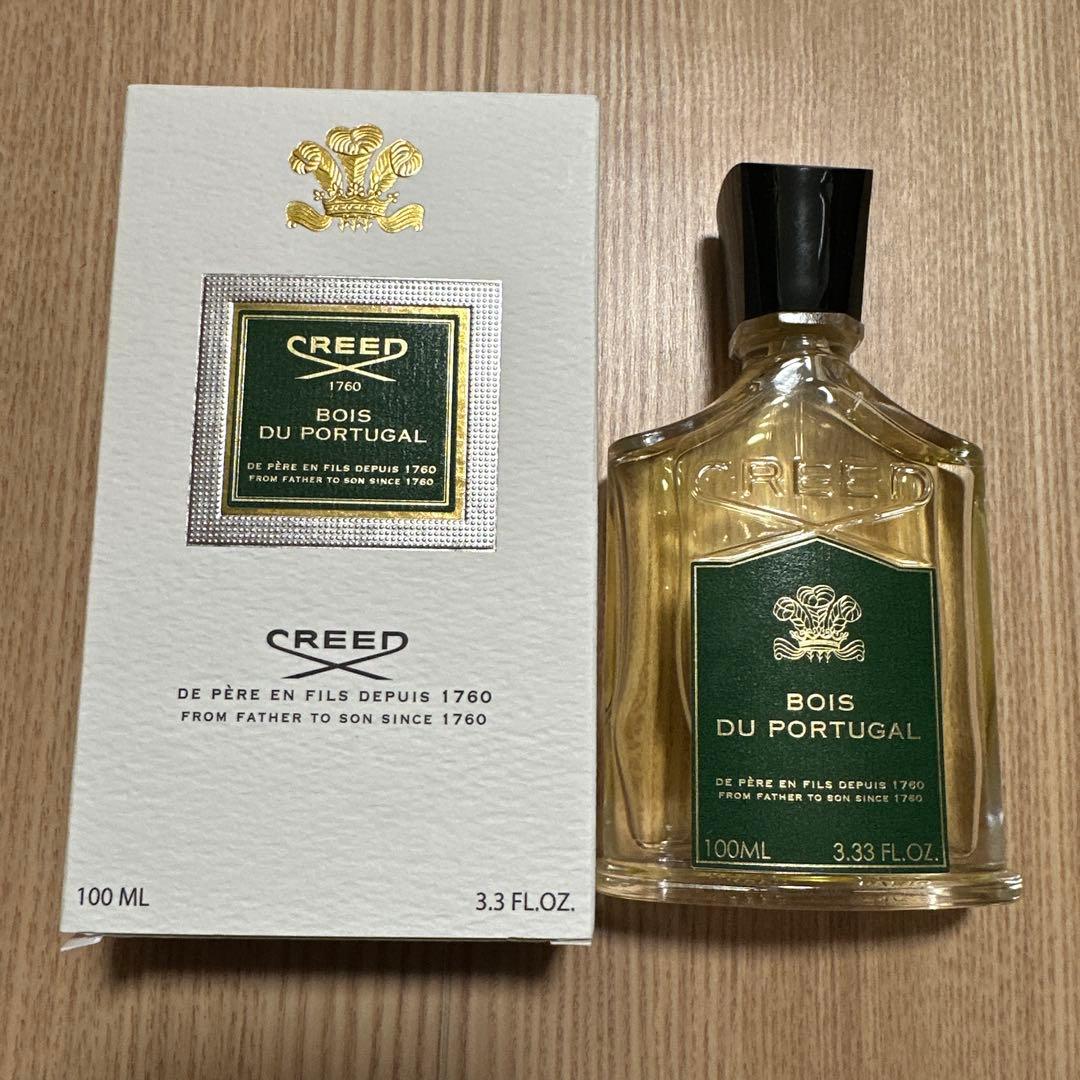 CREED
1760
BOIS
DU PORTUGAL
DE PÈRE EN FILS DEPUIS 1760
FROM FATHER TO SON SINCE 1760
CREED
DE PÈRE EN FILS DEPUIS 1760
FROM FATHER TO SON SINCE 1760
100 ML
3.3 FL.OZ.
CREED
BOIS
DU PORTUGAL
DE PÈRE EN FILS DEPUIS 1760
FROM FATHER TO SON SINCE 1760
100ML
3.33 FL.OZ.